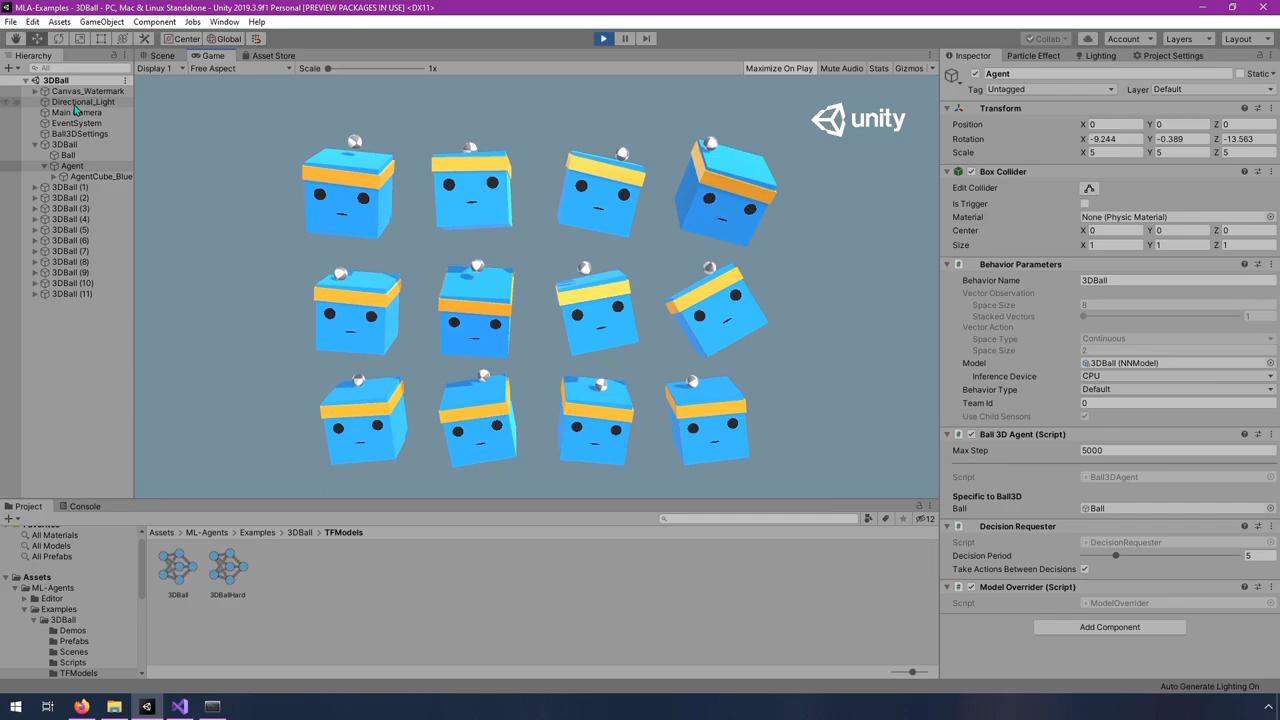 MLA-Examples - 3DBall - PC, Mac & Linux Standalone - Unity 2019.3.9f1 Personal [PREVIEW PACKAGES IN USE] <DX11>
File Edit Assets GameObject Component Jobs Window Help
Center Global Collab Account Layers Layout
Hierarchy Scene Game Asset Store Inspector Particle Effect Lighting Project Settings
All Display 1 Free Aspect Scale 1x Maximize On Play Mute Audio Stats Gizmos
3DBall
Canvas_Watermark
Directional_Light
Main Camera
EventSystem
Ball3DSettings
3DBall
Ball
Agent
AgentCube_Blue
3DBall (1)
3DBall (2)
3DBall (3)
3DBall (4)
3DBall (5)
3DBall (6)
3DBall (7)
3DBall (8)
3DBall (9)
3DBall (10)
3DBall (11)
unity
Agent Static
Tag Untagged Layer Default
Transform
Position X 0 Y 0 Z 0
Rotation X -9.244 Y -0.389 Z -13.563
Scale X 5 Y 5 Z 5
Box Collider
Edit Collider
Is Trigger
Material None (Physic Material)
Center X 0 Y 0 Z 0
Size X 1 Y 1 Z 1
Behavior Parameters
Behavior Name 3DBall
Vector Observation
Space Size 8
Stacked Vectors 1
Vector Action
Space Type Continuous
Space Size 2
Model 3DBall (NNModel)
Inference Device CPU
Behavior Type Default
Team Id 0
Use Child Sensors
Ball 3D Agent (Script)
Max Step 5000
Script Ball3DAgent
Specific to Ball3D
Ball Ball
Decision Requester
Script DecisionRequester
Decision Period 5
Take Actions Between Decisions
Model Overrider (Script)
Script ModelOverrider
Add Component
Project Console
12
Favorites
All Materials
All Models
All Prefabs
Assets
ML-Agents
Editor
Examples
3DBall
Demos
Prefabs
Scenes
Scripts
TFModels
Assets ML-Agents Examples 3DBall TFModels
3DBall 3DBallHard
Auto Generate Lighting On